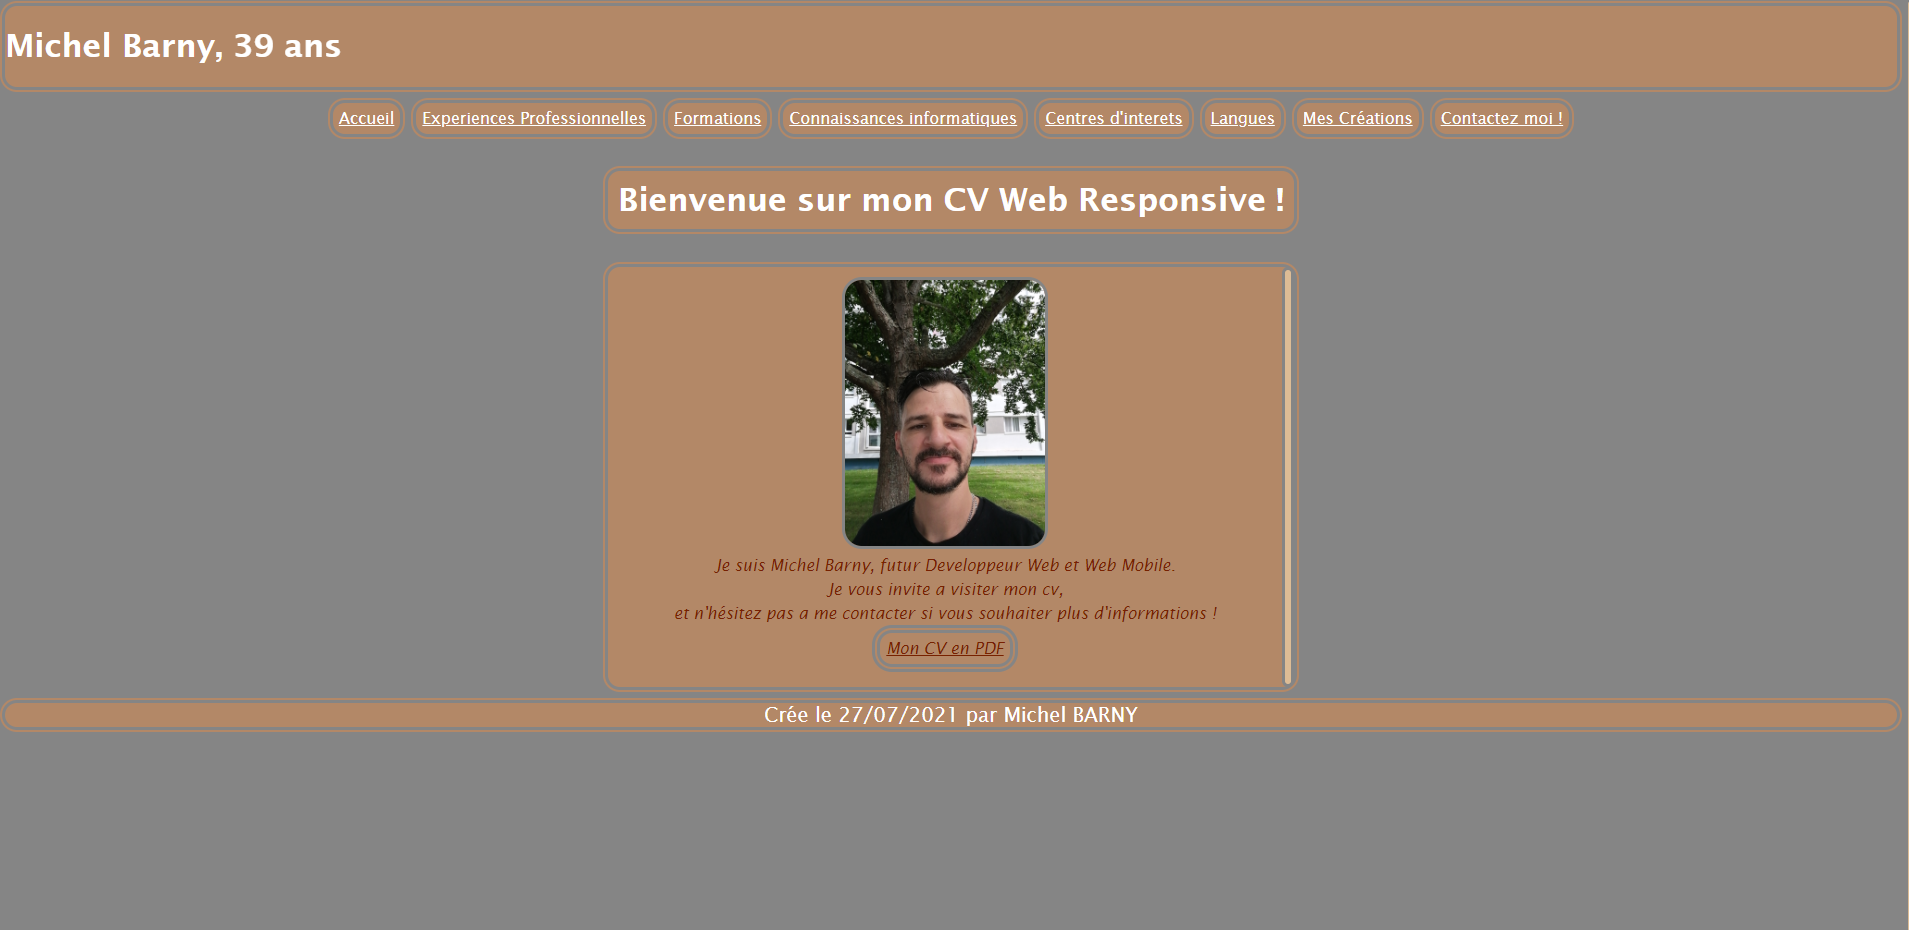 Michel Barny, 39 ans
Accueil Experiences Professionnelles Formations Connaissances informatiques Centres d'interets Langues Mes Créations Contactez moi !
Bienvenue sur mon CV Web Responsive !
Je suis Michel Barny, futur Developpeur Web et Web Mobile.
Je vous invite a visiter mon cv,
et n'hésitez pas a me contacter si vous souhaiter plus d'informations !
Mon CV en PDF
Crée le 27/07/2021 par Michel BARNY